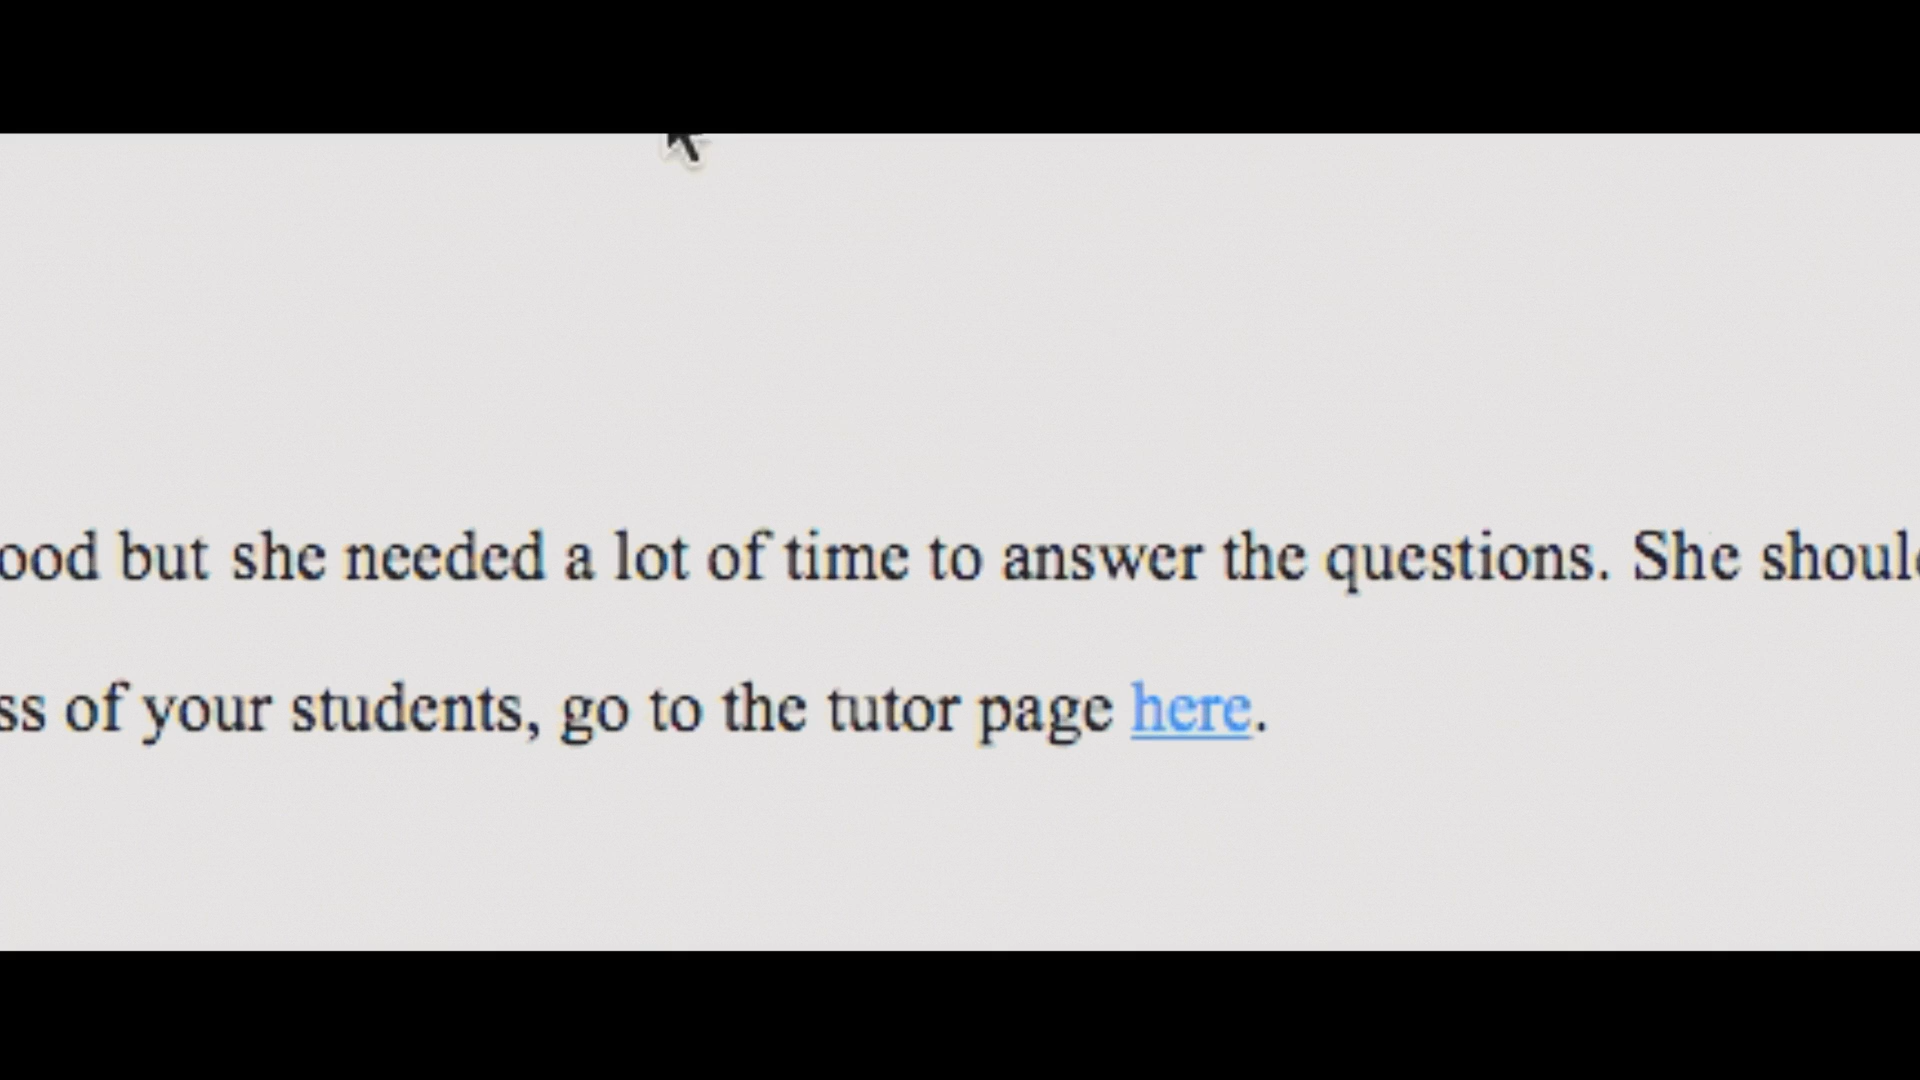 ood but she needed a lot of time to answer the questions. She should
ss of your students, go to the tutor page here.